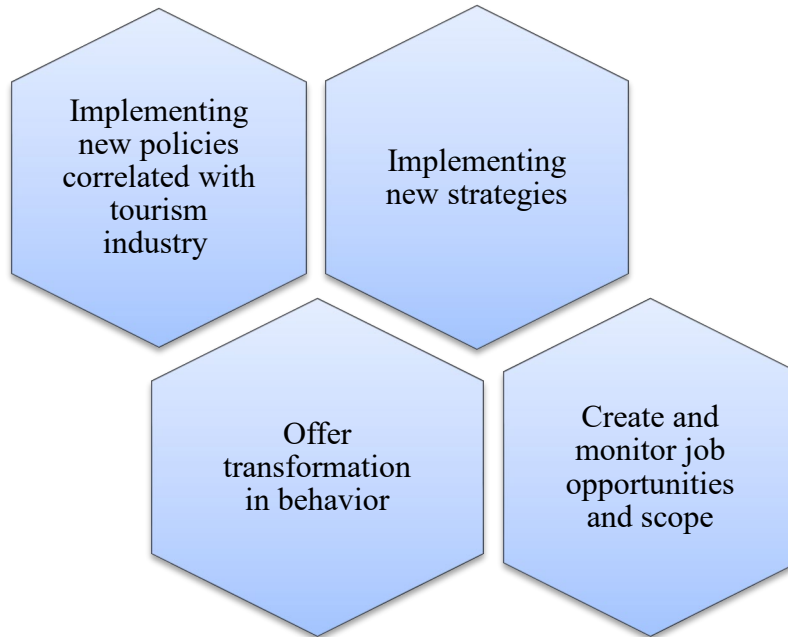 Implementing
new policies
correlated with
tourism
industry
Implementing
new strategies
Offer
transformation
in behavior
Create and
monitor job
opportunities
and scope